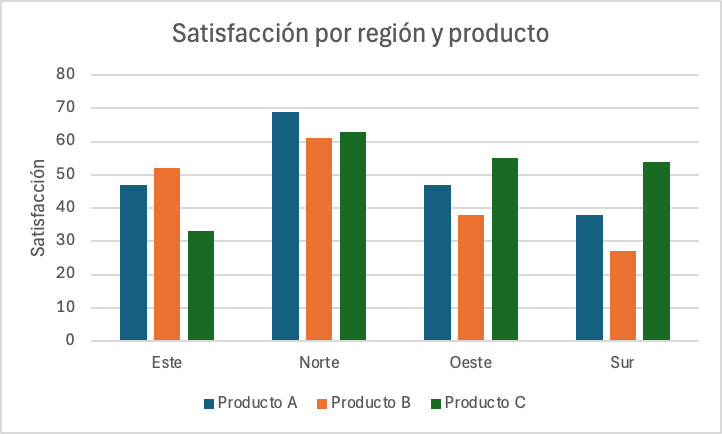 Satisfacción por región y producto
Satisfacción
80
70
60
50
40
30
20
10
0
Este Norte Oeste Sur
Producto A Producto B Producto C